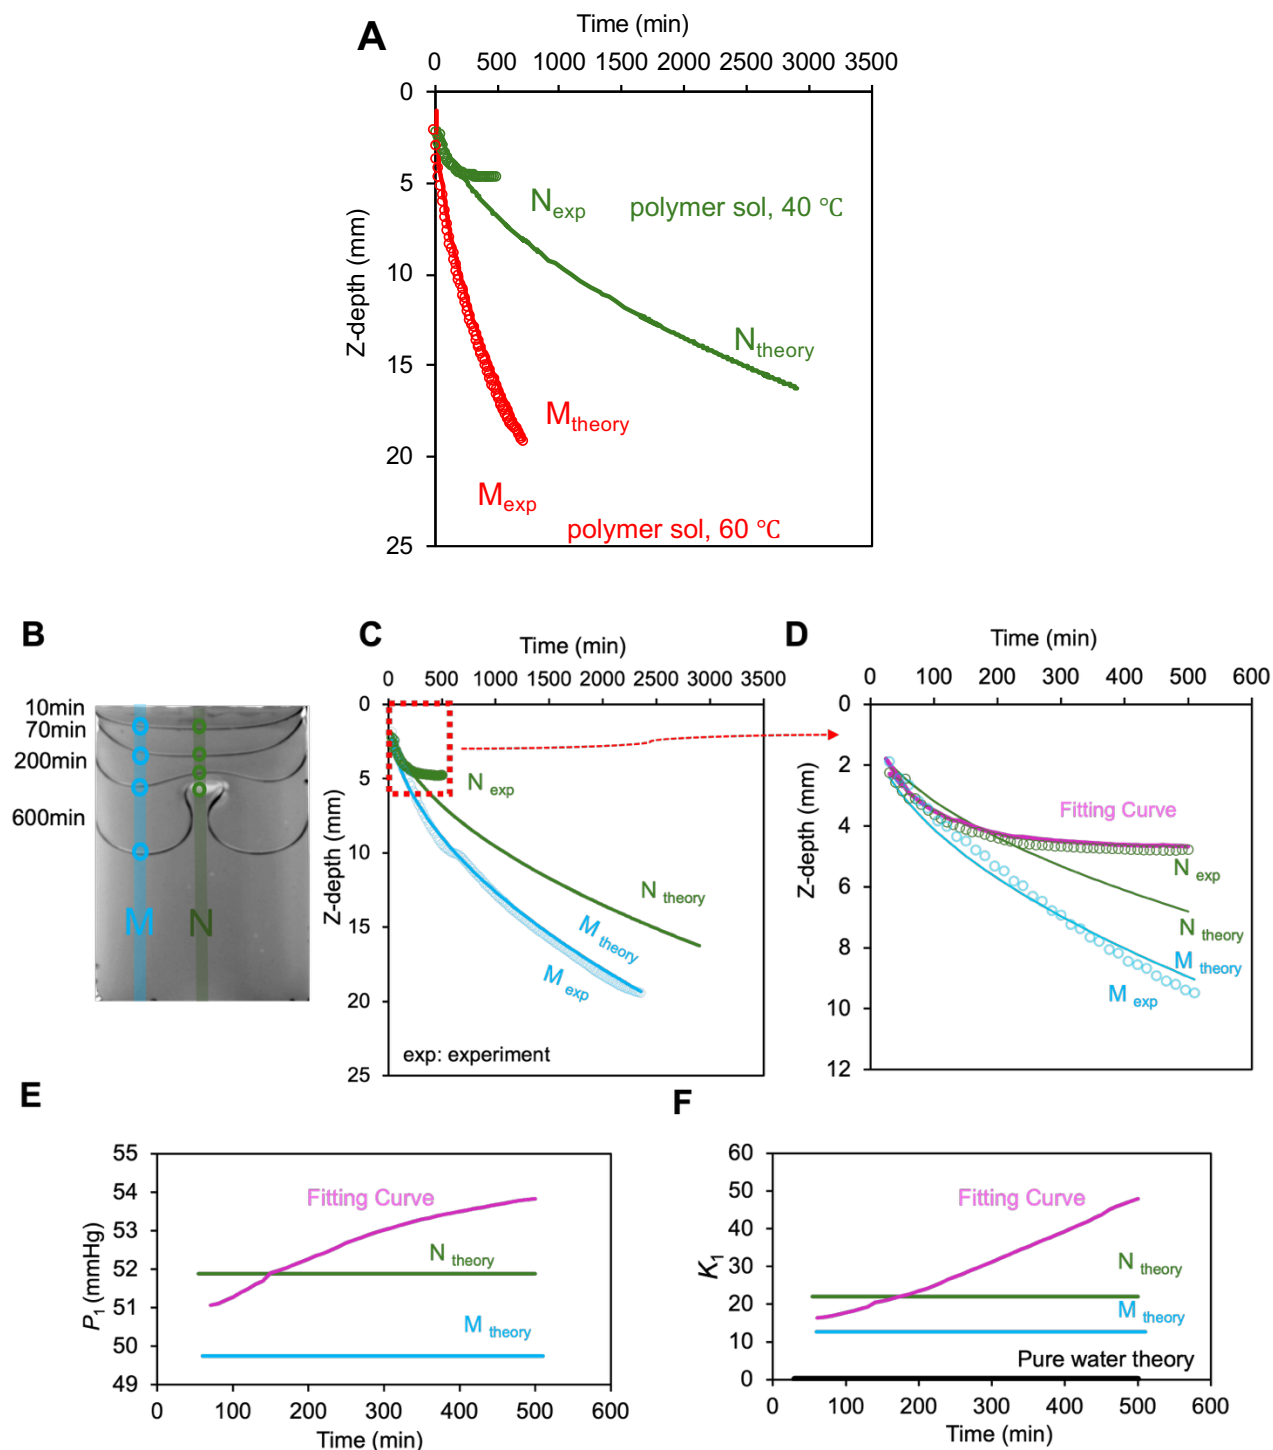 A
Time (min)
0 500 1000 1500 2000 2500 3000 3500
0
5
10
15
20
25
Z-depth (mm)
N exp
polymer sol, 40 ℃
N theory
M theory
M exp
polymer sol, 60 ℃
B
10min
70min
200min
600min
M N
C
Time (min)
0 500 1000 1500 2000 2500 3000 3500
0
5
10
15
20
25
Z-depth (mm)
N exp
N theory
M theory
M exp
exp: experiment
D
Time (min)
0 100 200 300 400 500 600
0
2
4
6
8
10
12
Z-depth (mm)
Fitting Curve
N exp
N theory
M theory
M exp
E
55
54
53
52
51
50
49
P1 (mmHg)
Fitting Curve
N theory
M theory
0 100 200 300 400 500 600
Time (min)
F
60
50
40
30
20
10
0
K1
Fitting Curve
N theory
M theory
Pure water theory
0 100 200 300 400 500 600
Time (min)